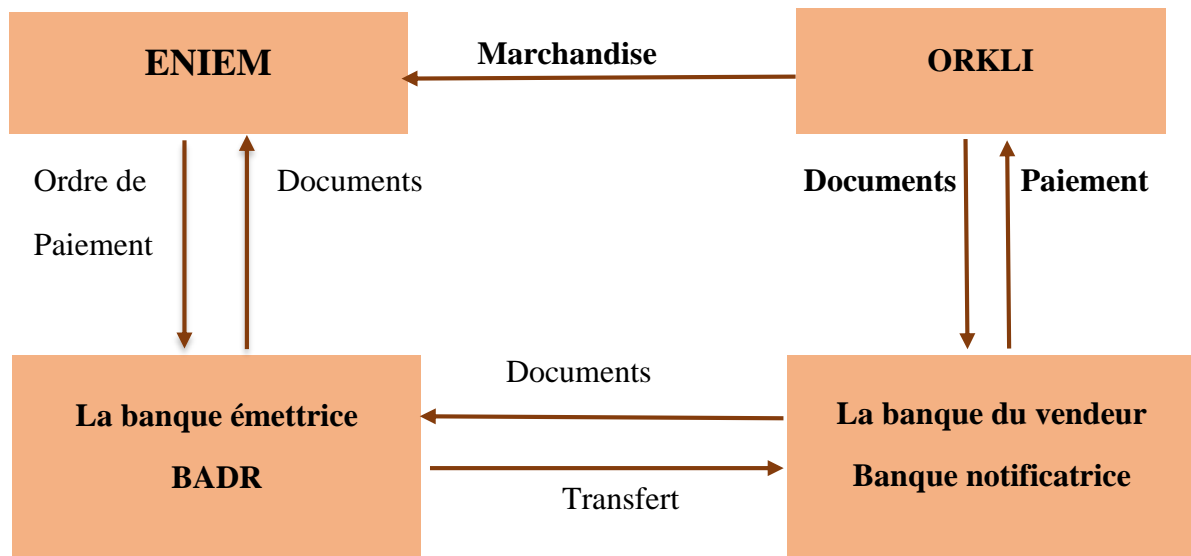 ENIEM
Marchandise
ORKLI
Ordre de
Paiement
Documents
Documents
Paiement
La banque émettrice
BADR
Documents
Transfert
La banque du vendeur
Banque notificatrice